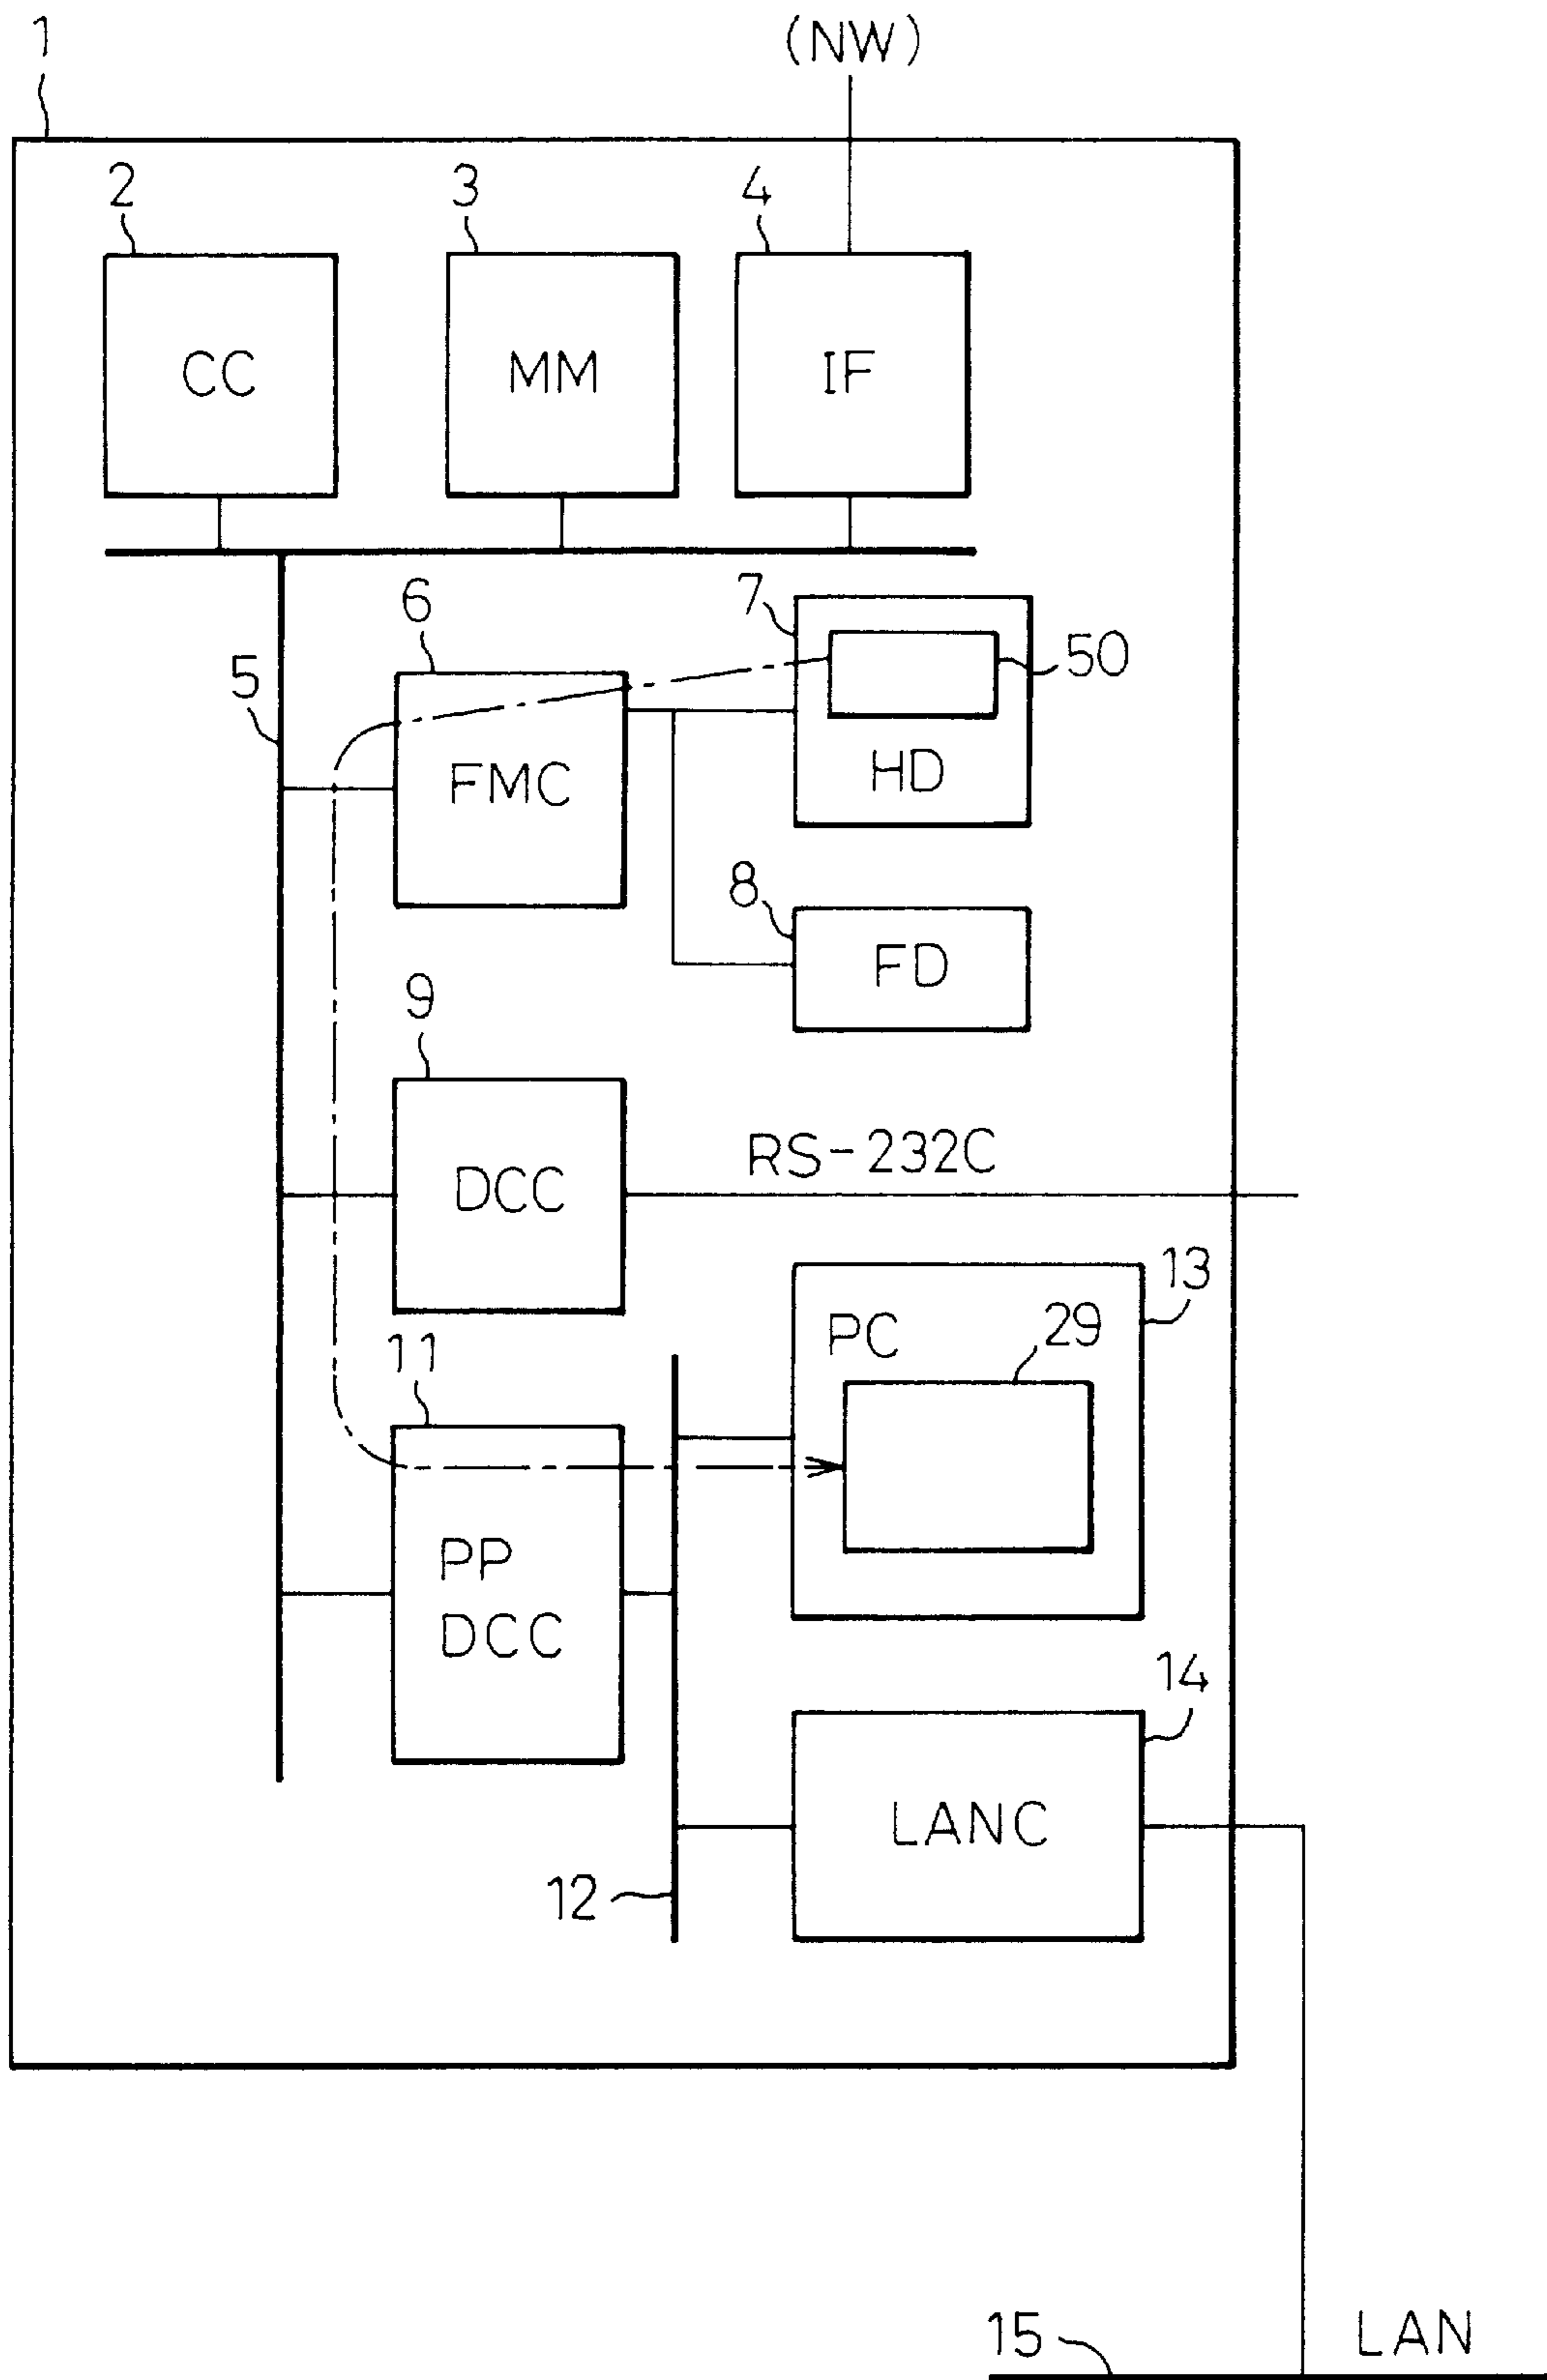 1
(NW)
2
3
4
CC
MM
IF
6
7
50
5
FMC
HD
8
FD
9
RS-232C
DCC
13
PC
29
11
PP
DCC
14
LANC
12
15
LAN